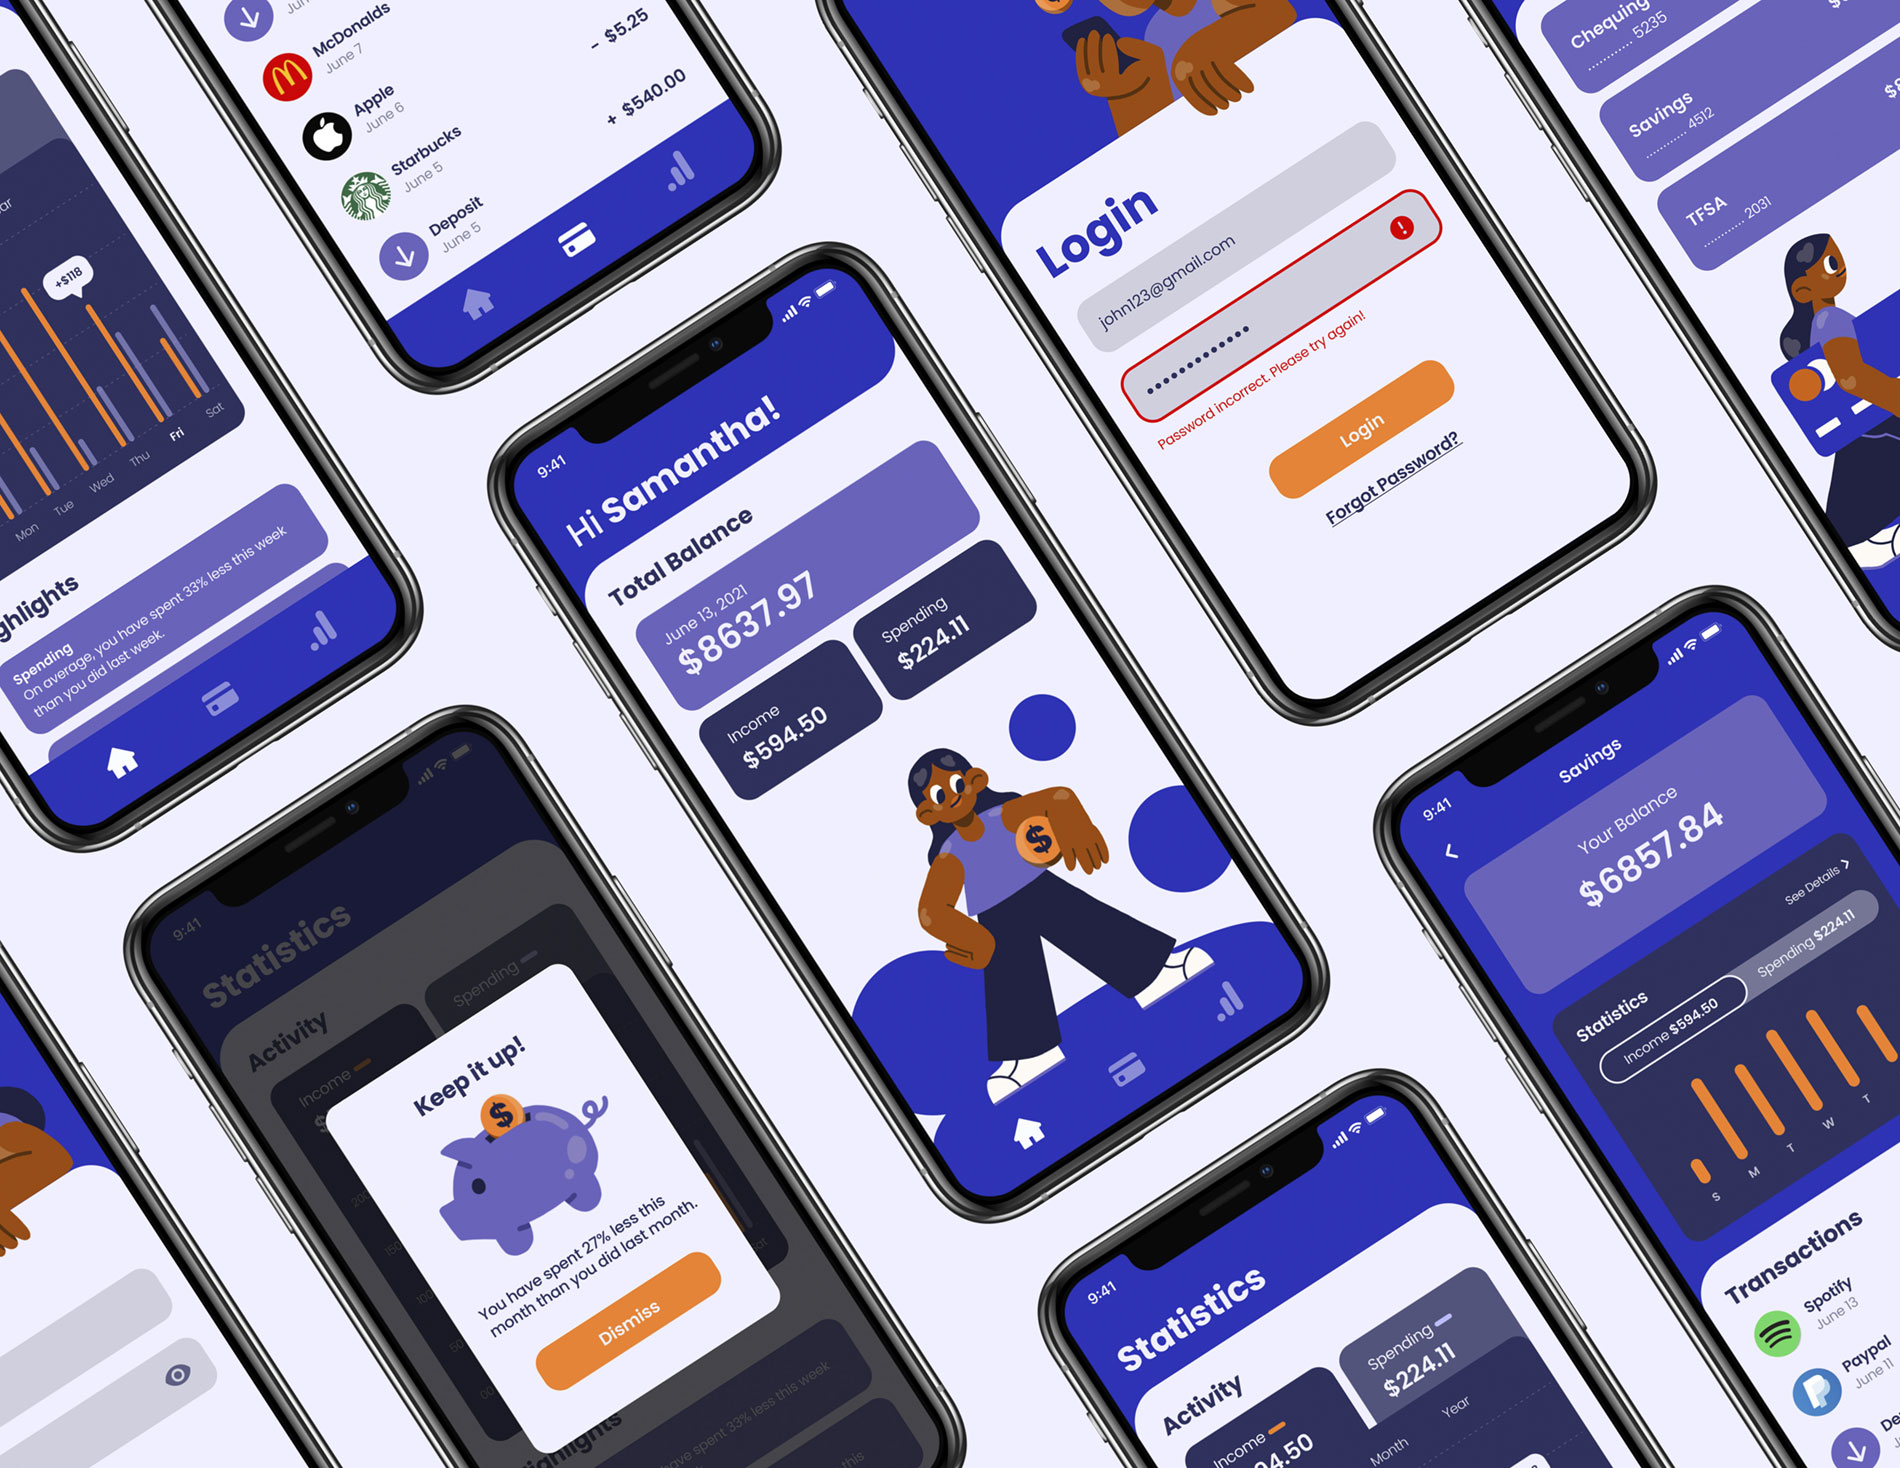 McDonalds
June 7
Apple
June 6
- $5.25
Starbucks
June 5
+ $540.00
Deposit
June 5
+$118
Mon
Tue
Wed
Thu
Fri
Sat
Spending
On average, you have spent 33% less this week
than you did last week.
Login
john123@gmail.com
Password incorrect. Please try again!
Login
Forgot Password?
Chequing
5235
Savings
4512
TFSA
2031
9:41
Hi Samantha!
Total Balance
June 13, 2021
$8637.97
Income
$594.50
Spending
$224.11
9:41
Statistics
Activity
Income
Spending
Keep it up!
You have spent 27% less this
month than you did last month.
Dismiss
9:41
Savings
Your Balance
$6857.84
See Details >
Statistics
Income $594.50
Spending $224.11
S
M
T
W
T
Transactions
Spotify
June 13
Paypal
June 11
9:41
Statistics
Activity
Income
Spending
$224.11
Month
Year